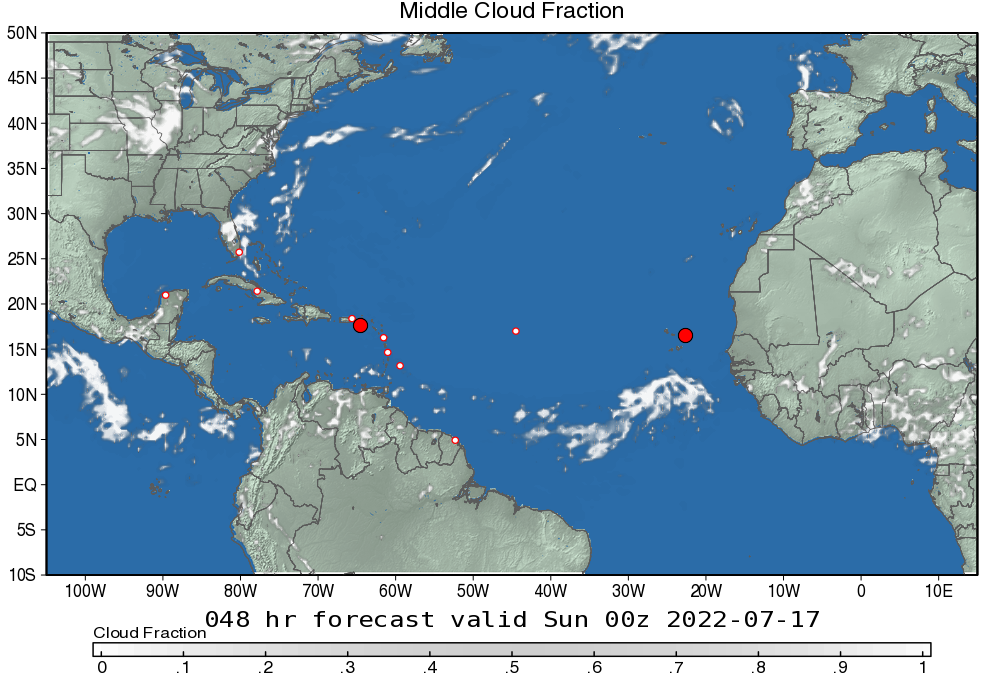 Middle Cloud Fraction
50N
45N
40N
35N
30N
25N
20N
15N
10N
5N
EQ
5S
10S
100W 90W 80W 70W 60W 50W 40W 30W 20W 10W 0 10E
048 hr forecast valid Sun 00z 2022-07-17
Cloud Fraction
0 .1 .2 .3 .4 .5 .6 .7 .8 .9 1